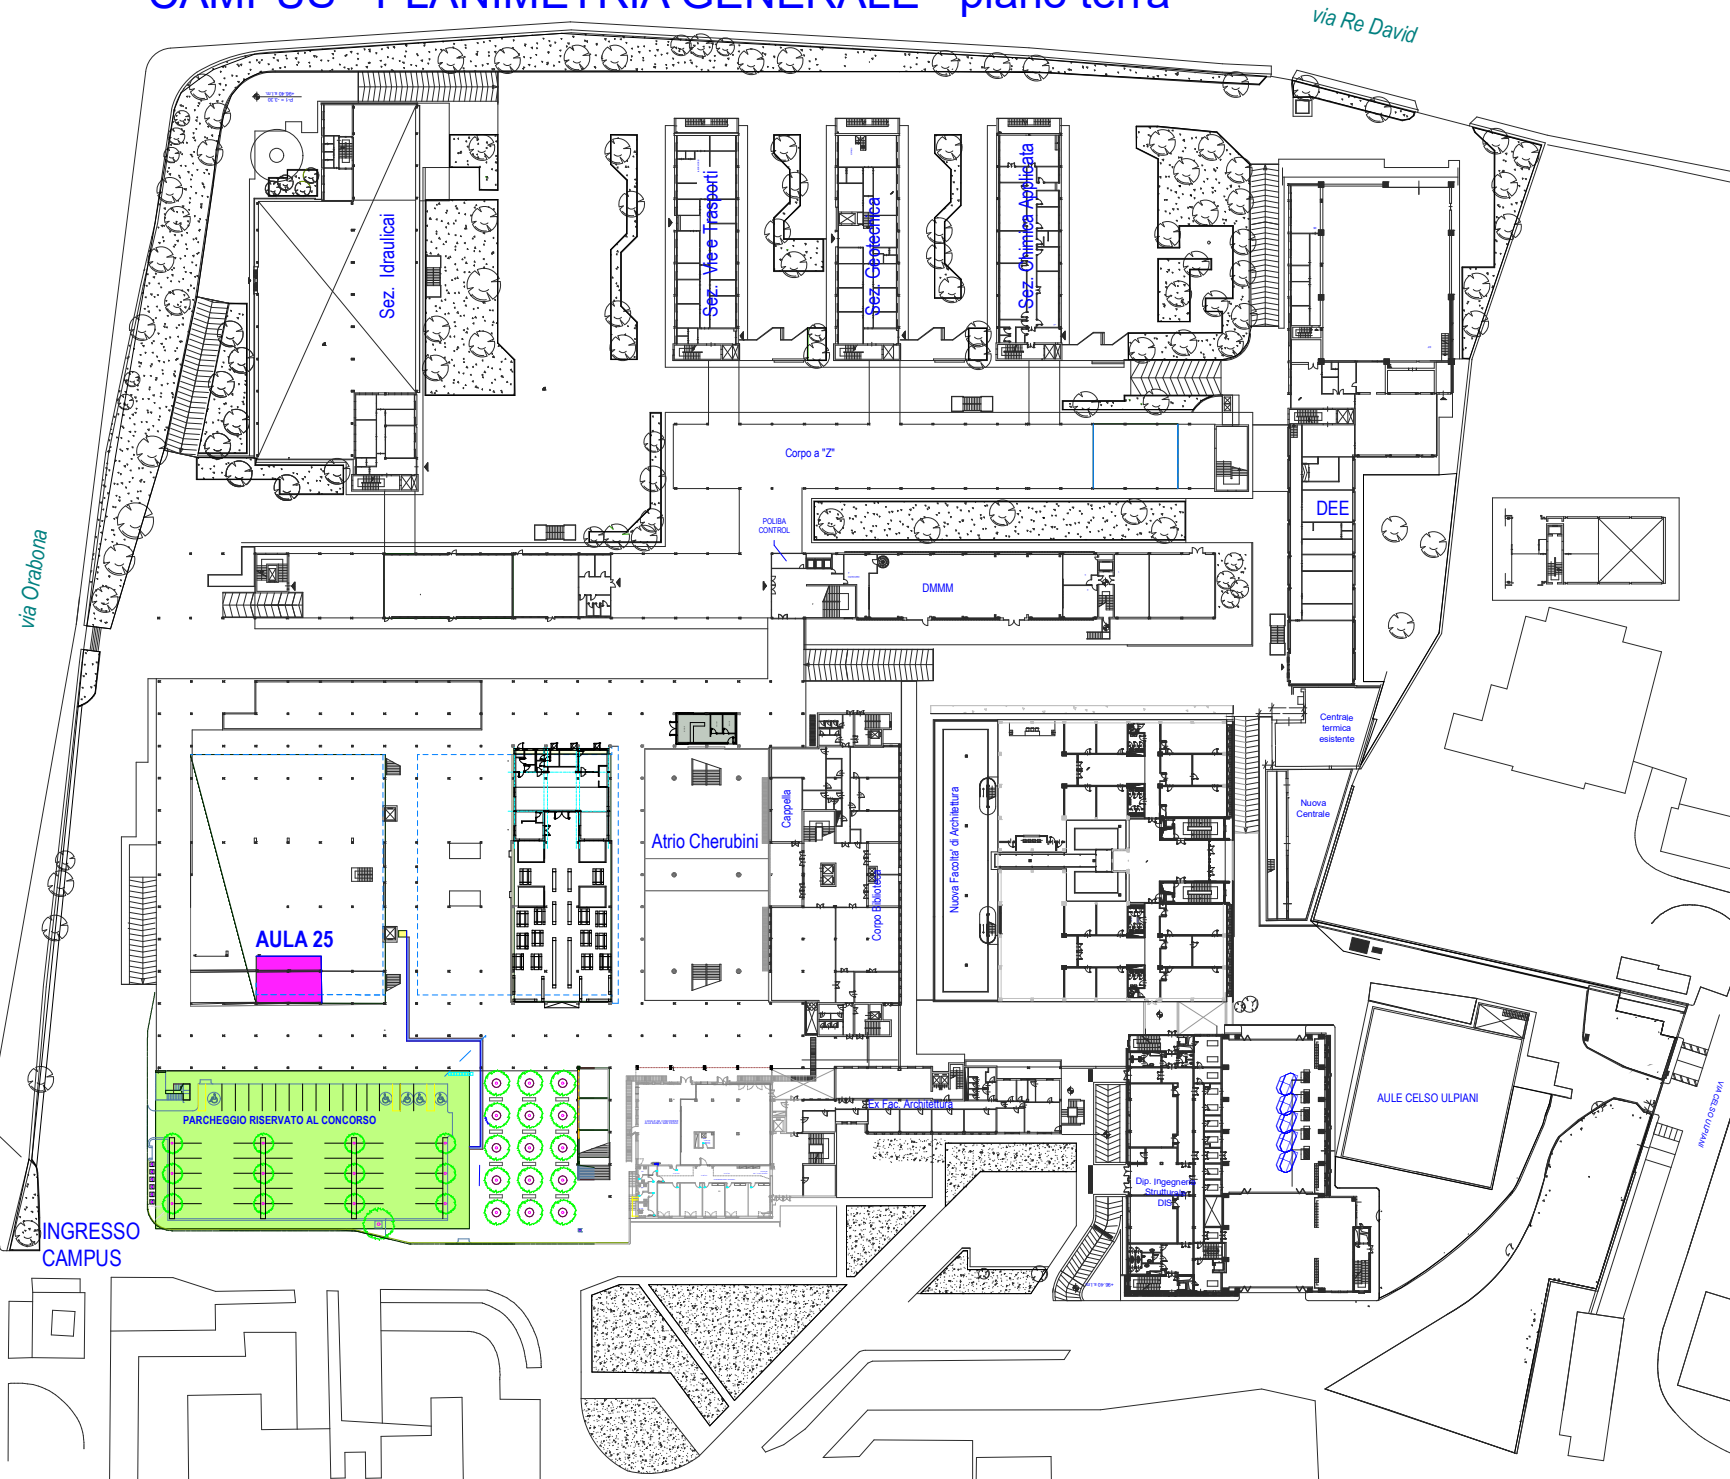 CAMPUS - PLANIMETRIA GENERALE - piano terra
via Re David
Sez. Idraulicai
Sez. Vie e Trasporti
Sez. Geotecnica
Sez. Chimica Applicata
Corpo a "Z"
DEE
POLIBA
CONTROL
via Orabona
DMMM
Centrale
termica
esistente
Nuova
Centrale
Cappella
Atrio Cherubini
Corpo Biblioteca
Nuova Facolta' di Architettura
AULA 25
PARCHEGGIO RISERVATO AL CONCORSO
Ex Fac. Architettura
AULE CELSO ULPIANI
VIA CELSO ULPIANI
Dip. Ingegneria
Strutturale
DIS
INGRESSO
CAMPUS